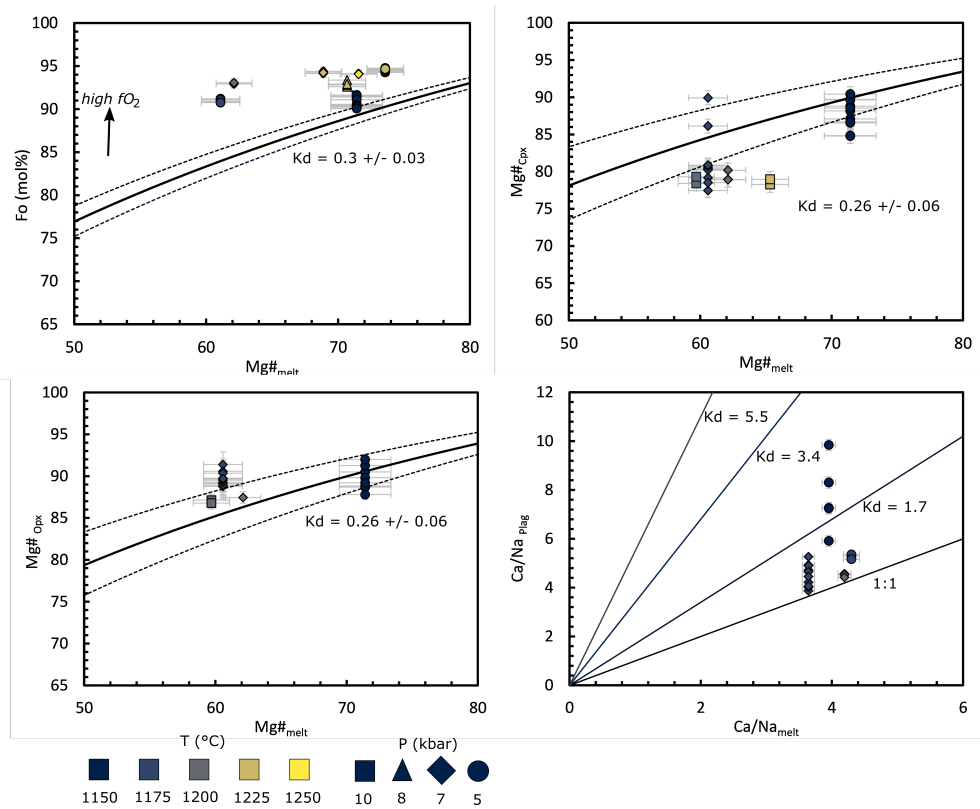 100
95
90
85
80
75
70
65
50
60
70
80
Fo (mol%)
high fO2
Kd = 0.3 +/- 0.03
Mg#melt
100
95
90
85
80
75
70
65
60
50
60
70
80
Mg#Cpx
Kd = 0.26 +/- 0.06
Mg#melt
100
95
90
85
80
75
70
65
50
60
70
80
Mg# Opx
Kd = 0.26 +/- 0.06
Mg#melt
12
10
8
6
4
2
0
0
2
4
6
Ca/Na Plag
Kd = 5.5
Kd = 3.4
Kd = 1.7
1:1
Ca/Namelt
T (°C)
P (kbar)
1150 1175 1200 1225 1250 10 8 7 5